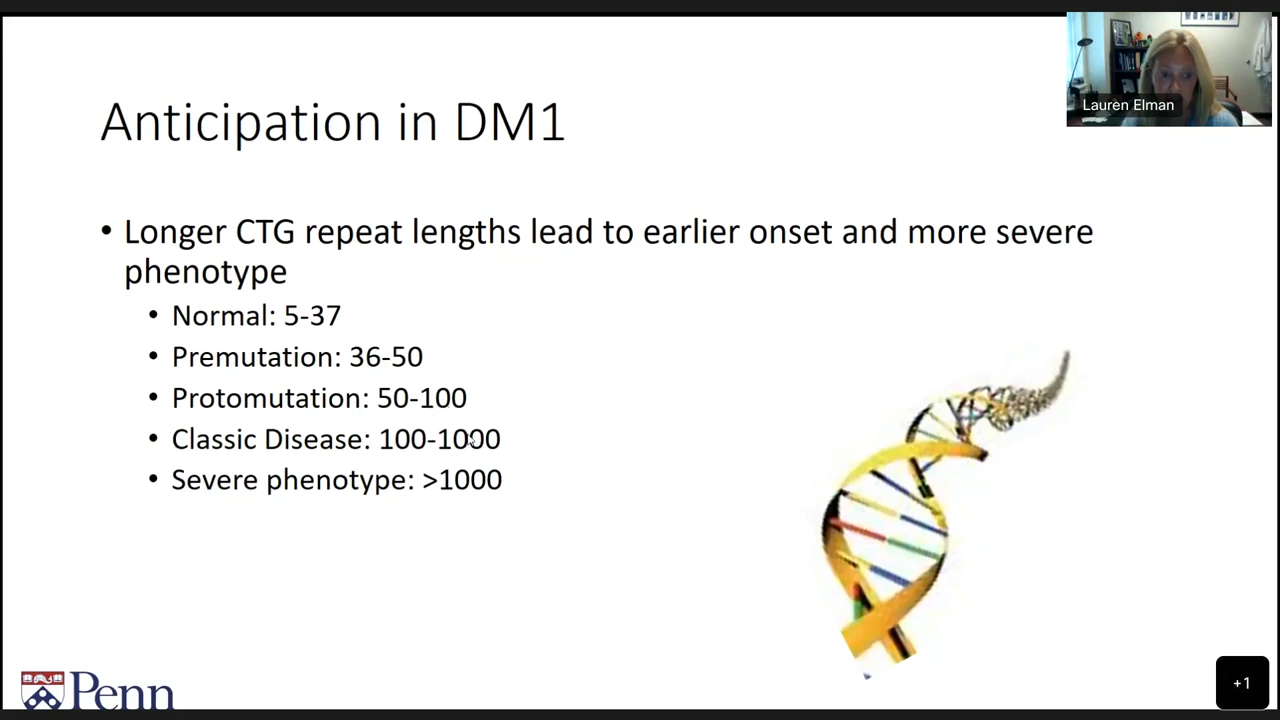 Lauren Elman
Anticipation in DM1
• Longer CTG repeat lengths lead to earlier onset and more severe
phenotype
• Normal: 5-37
• Premutation: 36-50
• Protomutation: 50-100
• Classic Disease: 100-1000
• Severe phenotype: >1000
Penn
+1